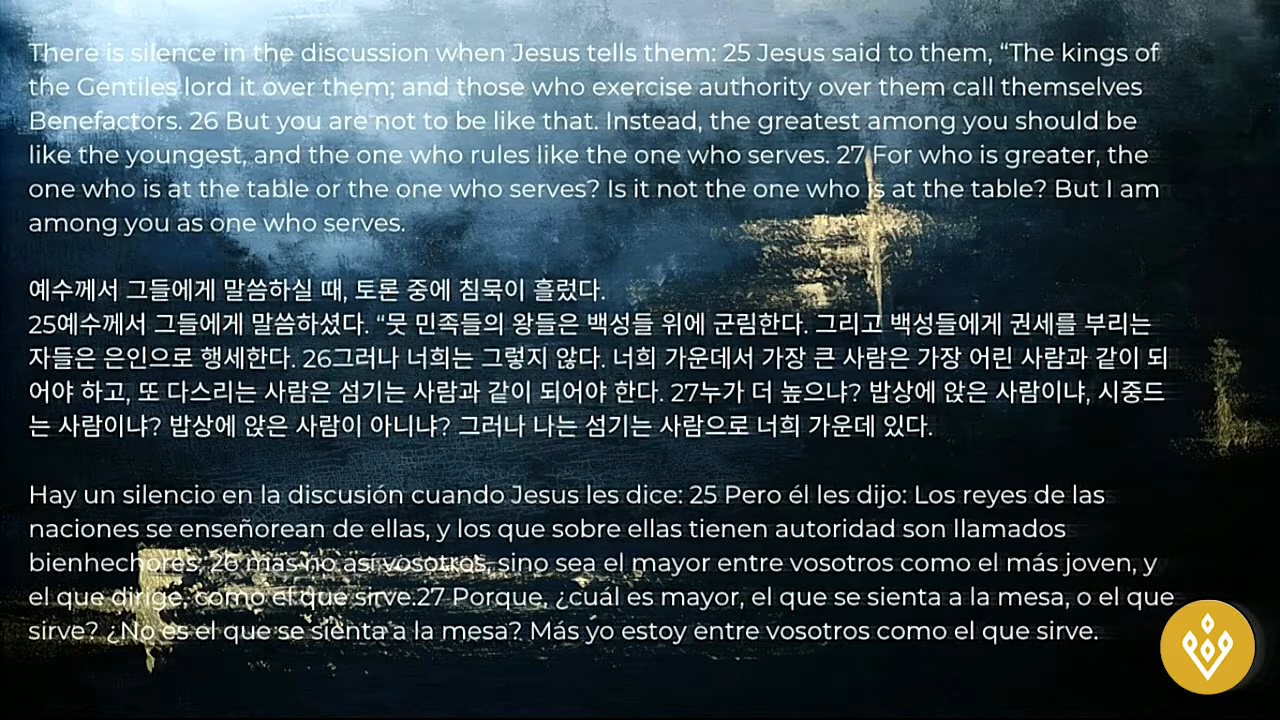 There is silence in the discussion when Jesus tells them: 25 Jesus said to them, “The kings of
the Gentiles lord it over them; and those who exercise authority over them call themselves
Benefactors. 26 But you are not to be like that. Instead, the greatest among you should be
like the youngest, and the one who rules like the one who serves. 27 For who is greater, the
one who is at the table or the one who serves? Is it not the one who is at the table? But I am
among you as one who serves.
예수께서 그들에게 말씀하실 때, 토론 중에 침묵이 흘렀다.
25예수께서 그들에게 말씀하셨다. “뭇 민족들의 왕들은 백성들 위에 군림한다. 그리고 백성들에게 권세를 부리는
자들은 은인으로 행세한다. 26그러나 너희는 그렇지 않다. 너희 가운데서 가장 큰 사람은 가장 어린 사람과 같이 되
어야 하고, 또 다스리는 사람은 섬기는 사람과 같이 되어야 한다. 27누가 더 높으냐? 밥상에 앉은 사람이냐, 시중드
는 사람이냐? 밥상에 앉은 사람이 아니냐? 그러나 나는 섬기는 사람으로 너희 가운데 있다.
Hay un silencio en la discusión cuando Jesus les dice: 25 Pero él les dijo: Los reyes de las
naciones se enseñorean de ellas, y los que sobre ellas tienen autoridad son llamados
bienhechores; 26 mas no así vosotros, sino sea el mayor entre vosotros como el más joven, y
el que dirige, como el que sirve.27 Porque, ¿cuál es mayor, el que se sienta a la mesa, o el que
sirve? ¿No es el que se sienta a la mesa? Más yo estoy entre vosotros como el que sirve.